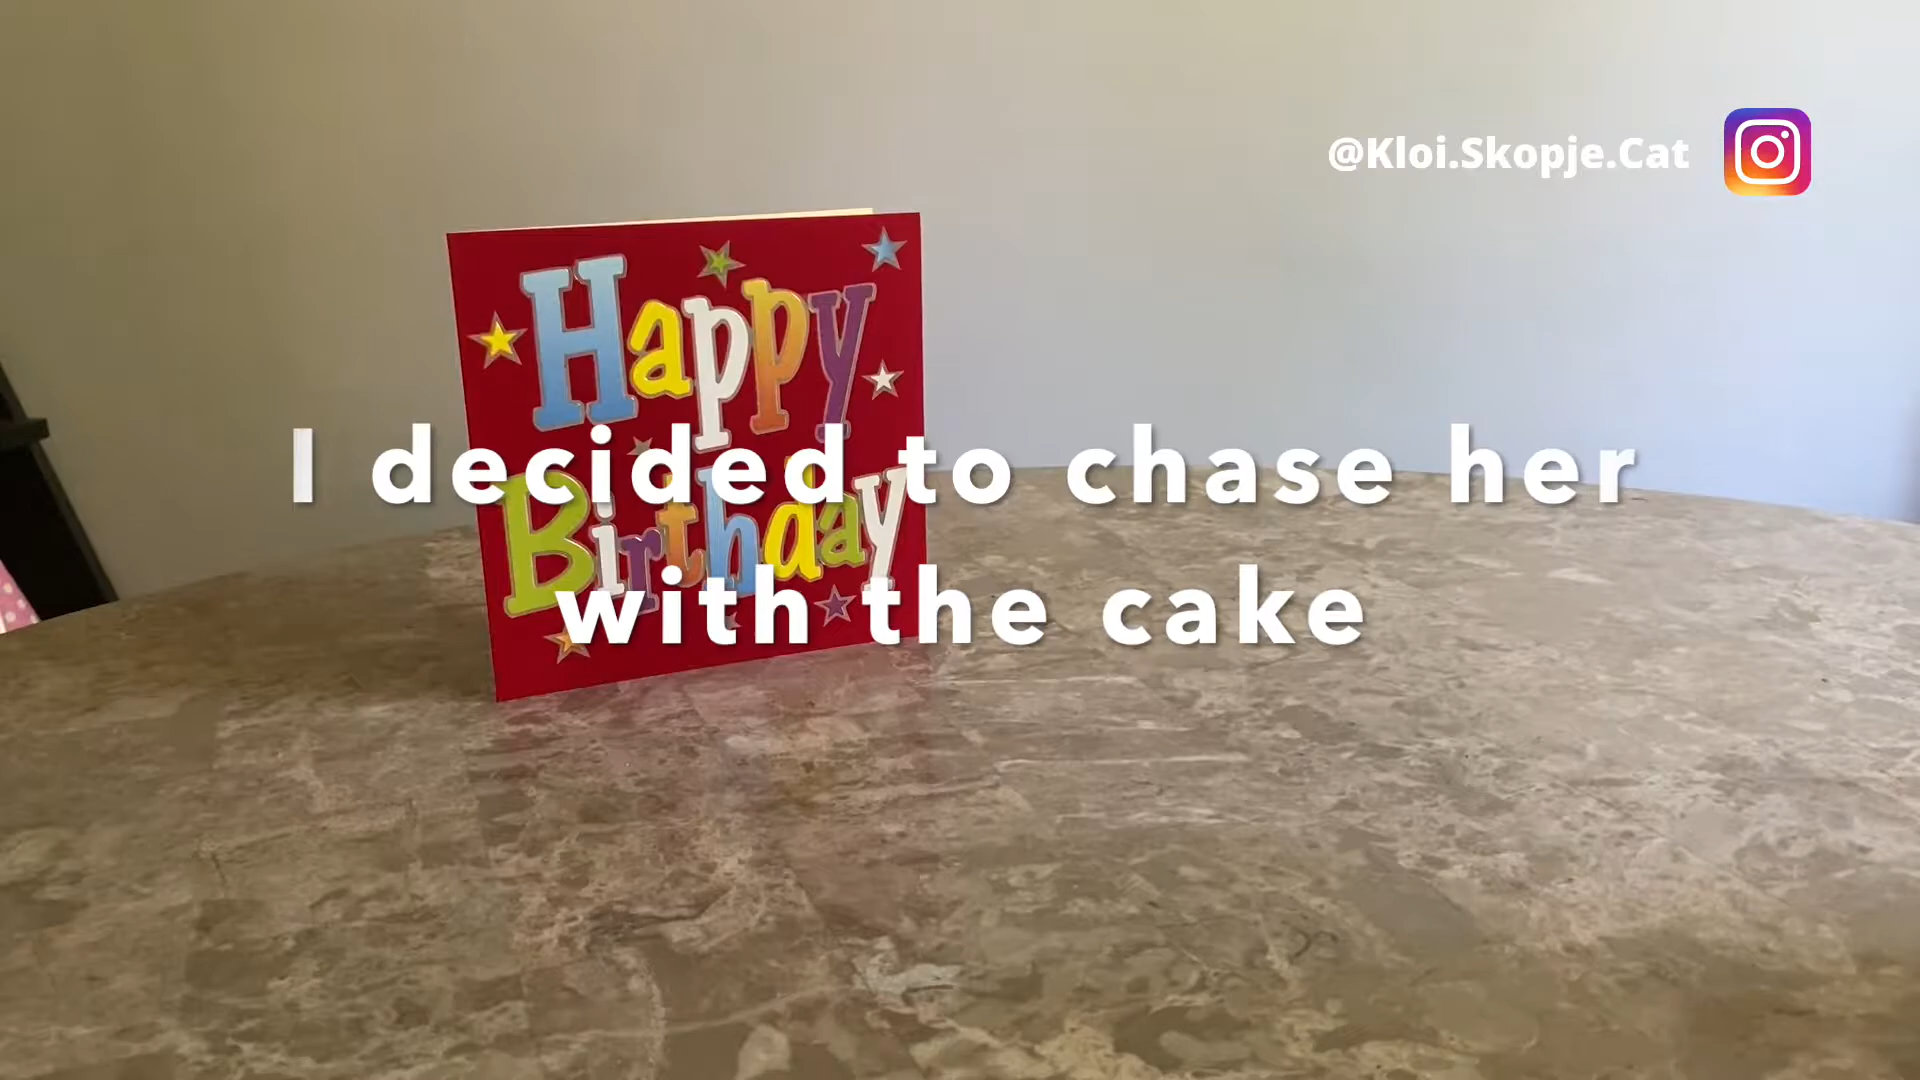 @Kloi.Skopje.Cat
Happy
Birthday
I decided to chase her
with the cake